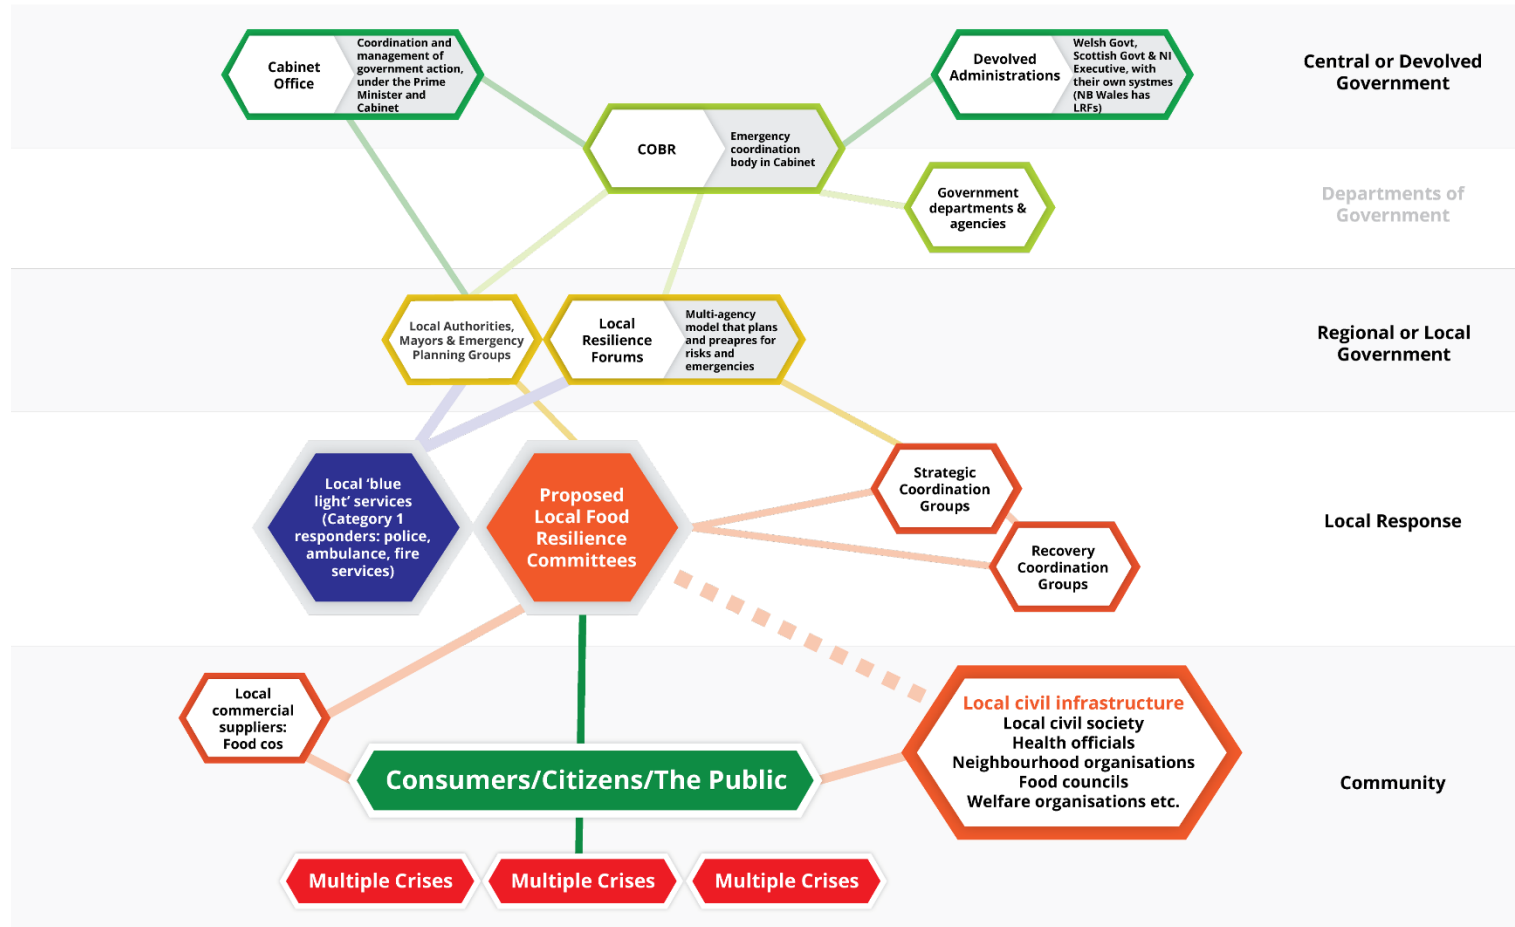 Cabinet
Office
Coordination and
management of
government action,
under the Prime
Minister and
Cabinet
Devolved
Administrations
Welsh Govt,
Scottish Govt & NI
Executive, with
their own systmes
(NB Wales has
LRFs)
Central or Devolved
Government
COBR
Emergency
coordination
body in Cabinet
Government
departments &
agencies
Departments of
Government
Local Authorities,
Mayors & Emergency
Planning Groups
Local
Resilience
Forums
Multi-agency
model that plans
and preapres for
risks and
emergencies
Regional or Local
Government
Local ‘blue
light’ services
(Category 1
responders: police,
ambulance, fire
services)
Proposed
Local Food
Resilience
Committees
Strategic
Coordination
Groups
Recovery
Coordination
Groups
Local Response
Local
commercial
suppliers:
Food cos
Consumers/Citizens/The Public
Local civil infrastructure
Local civil society
Health officials
Neighbourhood organisations
Food councils
Welfare organisations etc.
Community
Multiple Crises
Multiple Crises
Multiple Crises